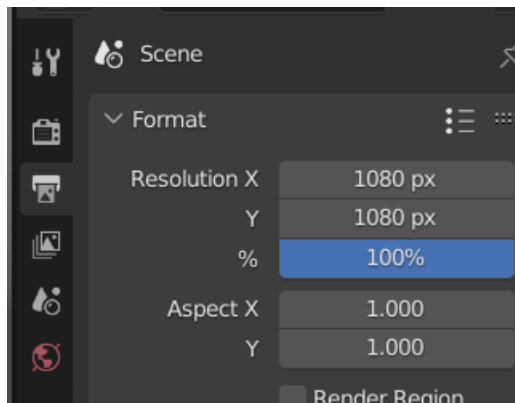 Scene
Format
Resolution X 1080 px
Y 1080 px
% 100%
Aspect X 1.000
Y 1.000
Render Region